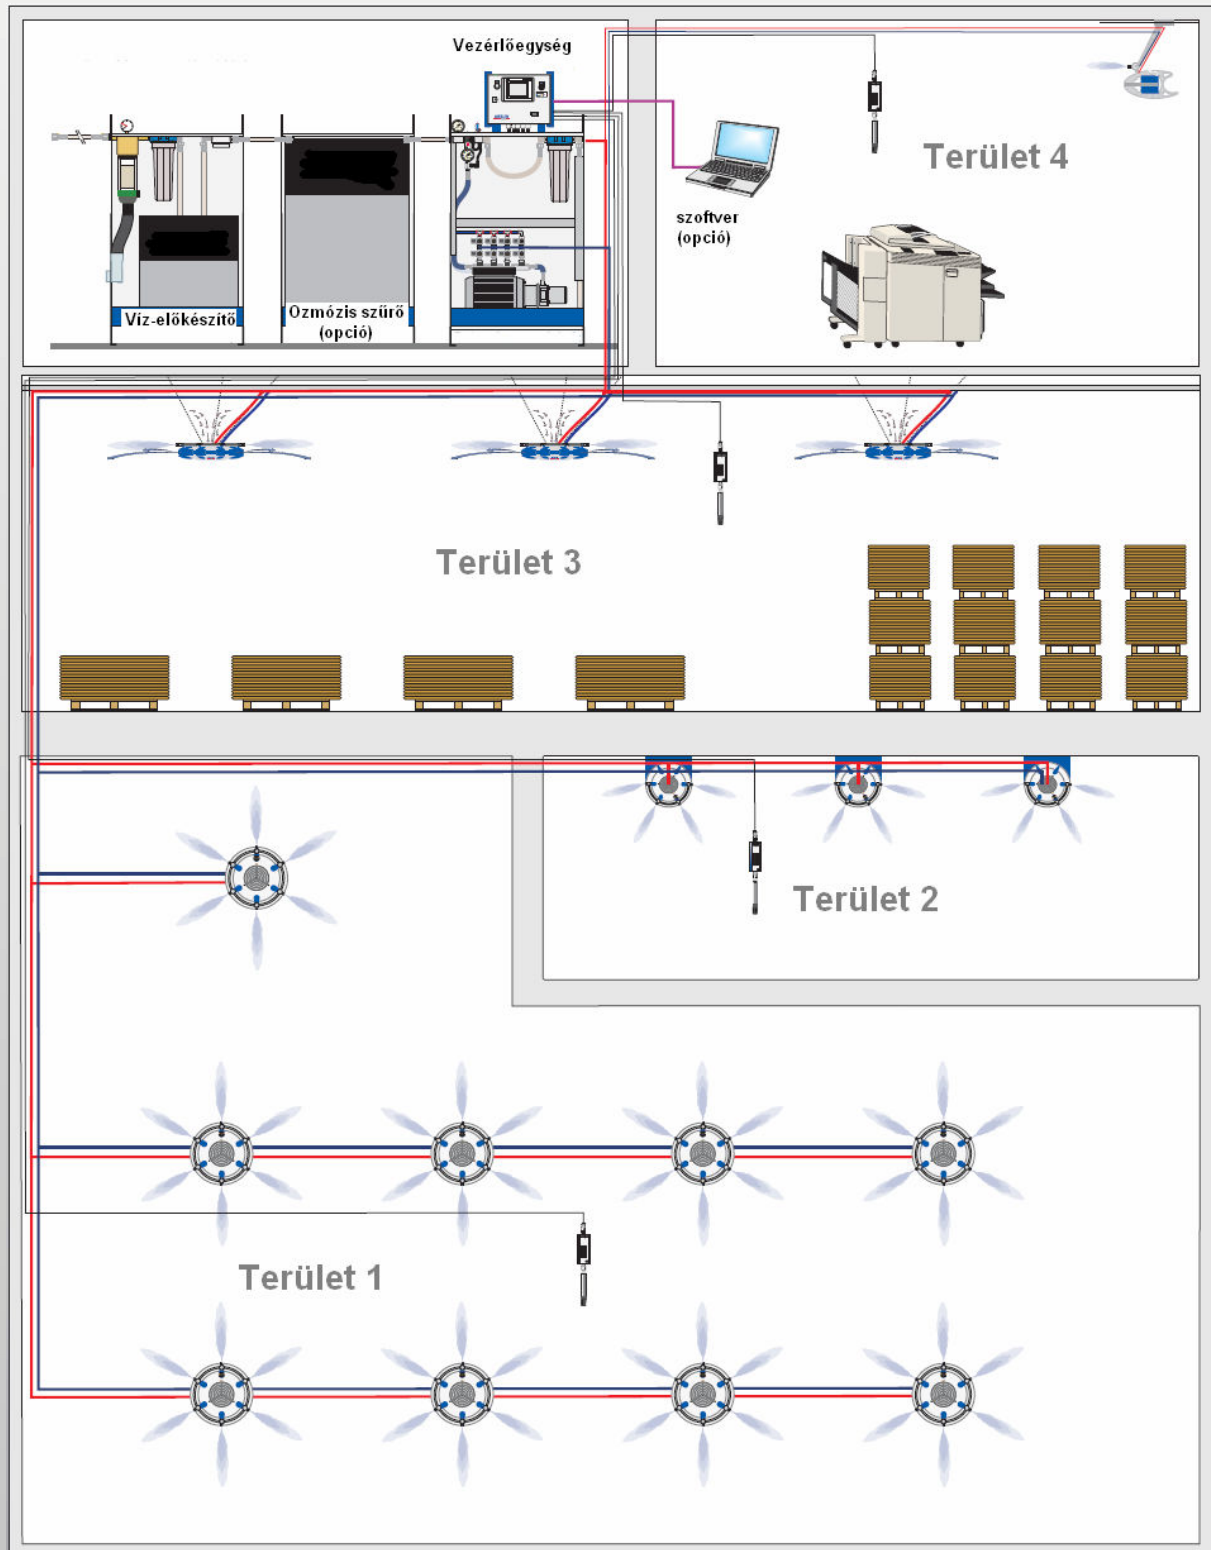 Vezérlőegység
Terület 4
szoftver
(opció)
Víz-előkészítő
Ozmózis szűrő
(opció)
Terület 3
Terület 2
Terület 1